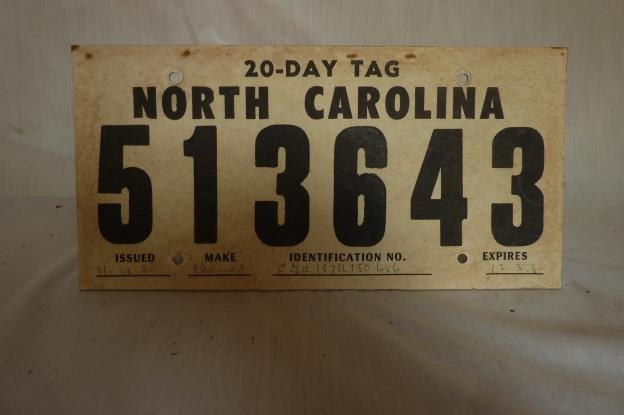 20-DAY TAG
NORTH CAROLINA
513643
ISSUED MAKE IDENTIFICATION NO. EXPIRES